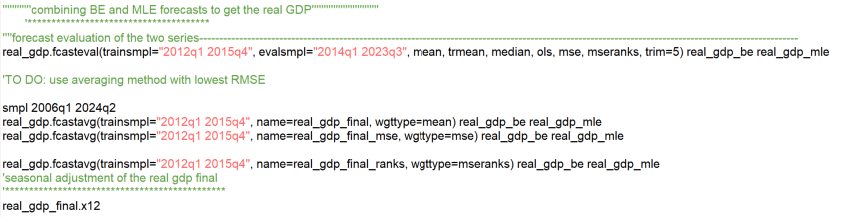 """"""""combining BE and MLE forecasts to get the real GDP""""""""""""""""""
'***************************************
""forecast evaluation of the two series----------------------------------------------------------------------------------------------------------------------------------
real_gdp.fcasteval(trainsmpl="2012q1 2015q4", evalsmpl="2014q1 2023q3", mean, trmean, median, ols, mse, mseranks, trim=5) real_gdp_be real_gdp_mle
'TO DO: use averaging method with lowest RMSE
smpl 2006q1 2024q2
real_gdp.fcastavg(trainsmpl="2012q1 2015q4", name=real_gdp_final, wgttype=mean) real_gdp_be real_gdp_mle
real_gdp.fcastavg(trainsmpl="2012q1 2015q4", name=real_gdp_final_mse, wgttype=mse) real_gdp_be real_gdp_mle
real_gdp.fcastavg(trainsmpl="2012q1 2015q4", name=real_gdp_final_ranks, wgttype=mseranks) real_gdp_be real_gdp_mle
'seasonal adjustment of the real gdp final
'***********************************************
real_gdp_final.x12